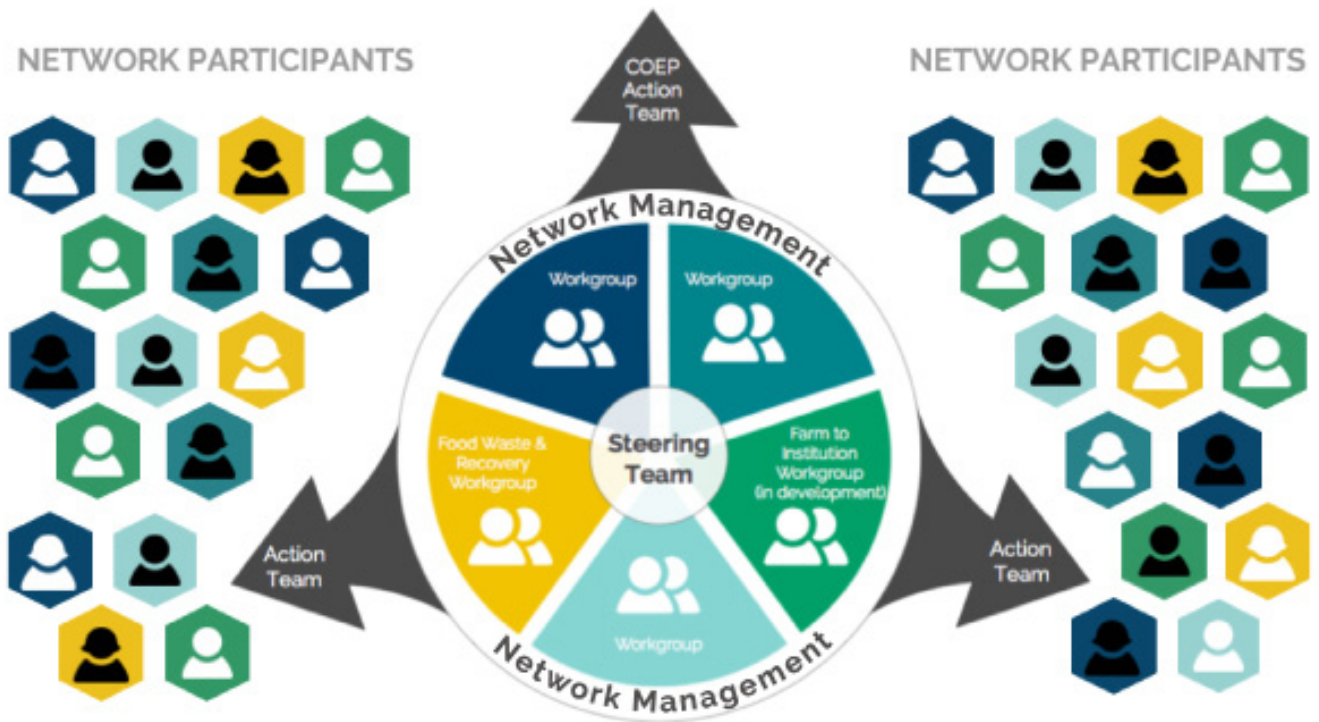 NETWORK PARTICIPANTS
COEP
Action
Team
NETWORK PARTICIPANTS
Network Management
Workgroup
Workgroup
Food Waste &
Recovery
Workgroup
Steering
Team
Farm to
Institution
Workgroup
(in development)
Action
Team
Action
Team
Workgroup
Network Management